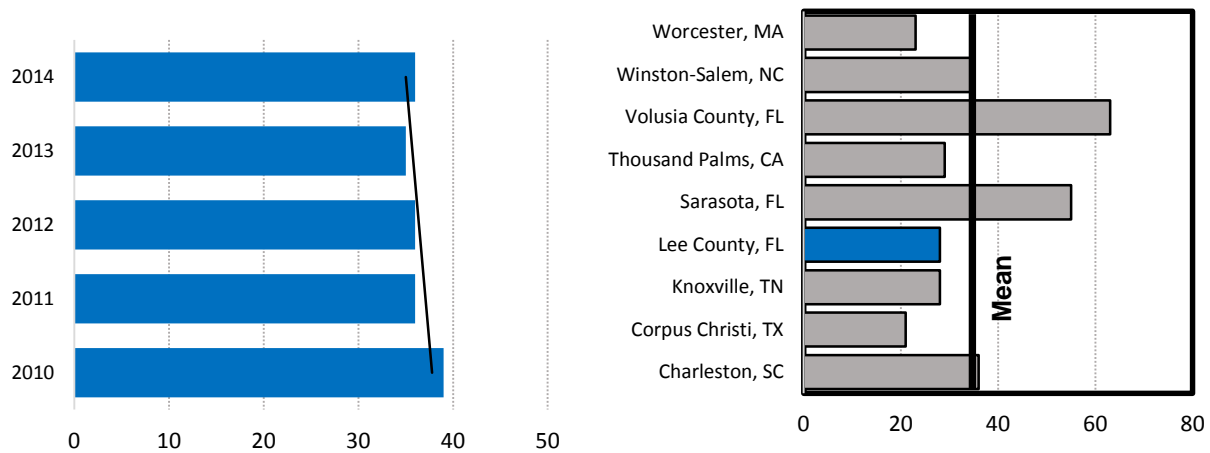 2014
2013
2012
2011
2010
0 10 20 30 40 50
Worcester, MA
Winston-Salem, NC
Volusia County, FL
Thousand Palms, CA
Sarasota, FL
Lee County, FL
Knoxville, TN
Corpus Christi, TX
Charleston, SC
Mean
0 20 40 60 80